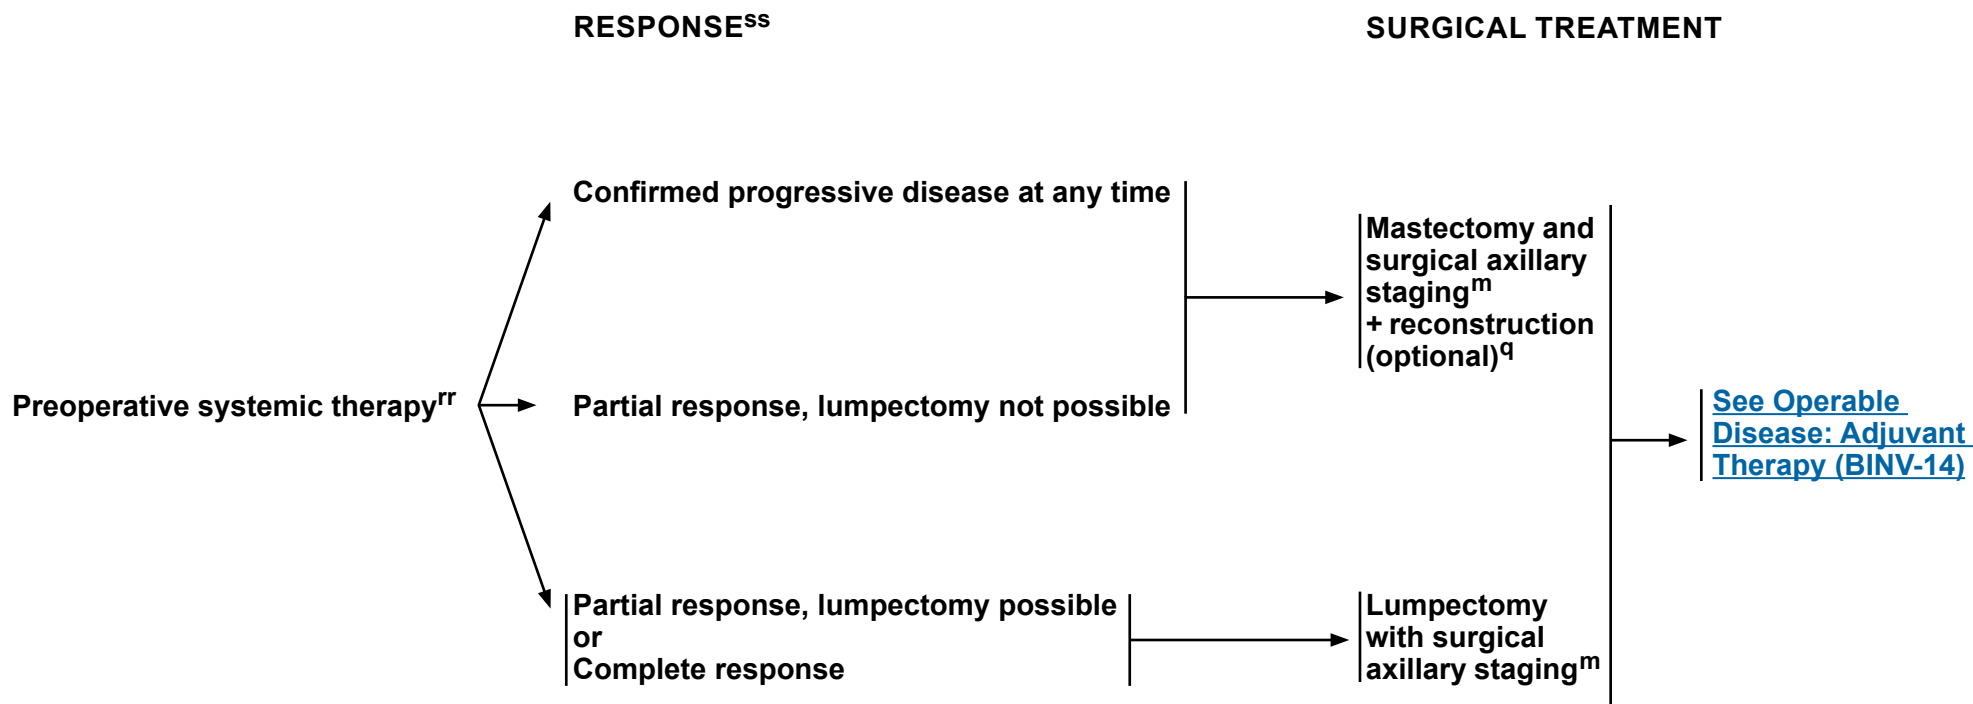 RESPONSEss
SURGICAL TREATMENT
Confirmed progressive disease at any time
Mastectomy and
surgical axillary
stagingm
+ reconstruction
(optional)q
Preoperative systemic therapyrr
Partial response, lumpectomy not possible
See Operable
Disease: Adjuvant
Therapy (BINV-14)
Partial response, lumpectomy possible
or
Complete response
Lumpectomy
with surgical
axillary stagingm